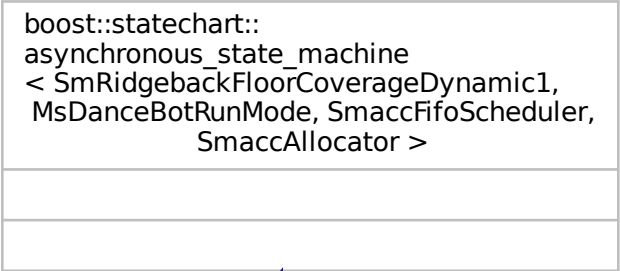 boost::statechart::
asynchronous_state_machine
< SmRidgebackFloorCoverageDynamic1,
MsDanceBotRunMode, SmaccFifoScheduler,
SmaccAllocator >